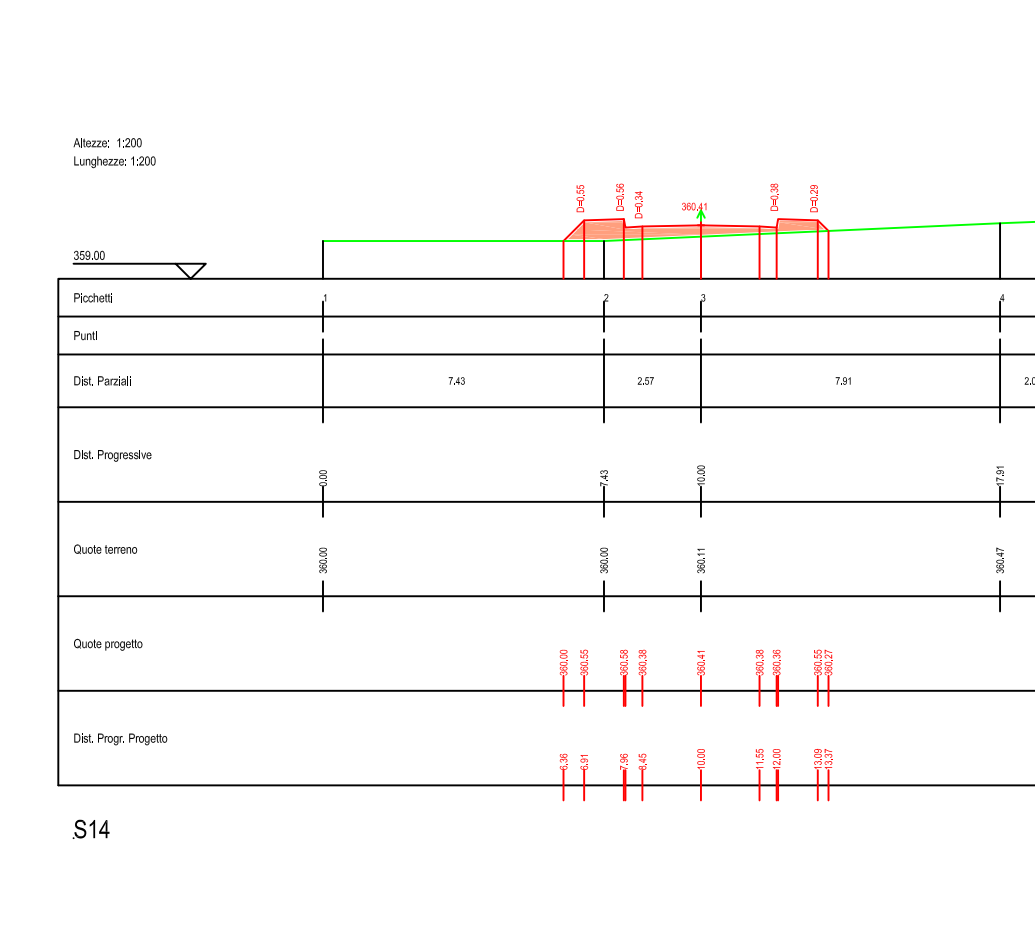 Altezze: 1:200
Lunghezze: 1:200
D=0.55 D=0.56 D=0.34 360.41 D=0.38 D=0.29
359.00
Picchetti 1 2 3 4
Punti
Dist. Parziali 7.43 2.57 7.91
Dist. Progressive 0.00 7.43 10.00 17.91
Quote terreno 360.00 360.00 360.11 360.47
Quote progetto 360.00 360.55 360.58 360.38 360.41 360.38 360.36 360.55 360.27
Dist. Progr. Progetto 6.36 6.91 7.96 8.45 10.00 11.55 12.00 13.09 13.37
S14